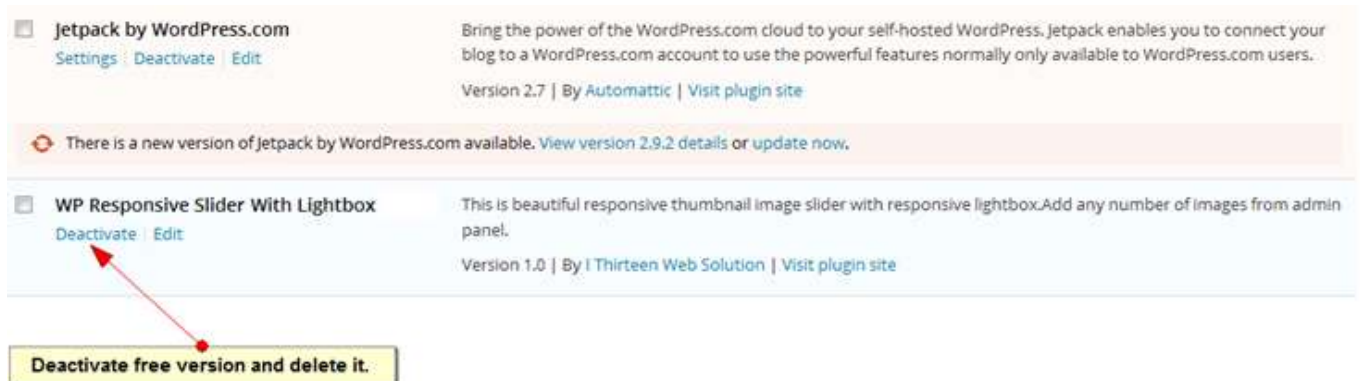 Jetpack by WordPress.com
Settings | Deactivate | Edit
Bring the power of the WordPress.com cloud to your self-hosted WordPress. Jetpack enables you to connect your
blog to a WordPress.com account to use the powerful features normally only available to WordPress.com users.
Version 2.7 | By Automattic | Visit plugin site
There is a new version of Jetpack by WordPress.com available. View version 2.9.2 details or update now.
WP Responsive Slider With Lightbox
Deactivate | Edit
This is beautiful responsive thumbnail image slider with responsive lightbox.Add any number of images from admin
panel.
Version 1.0 | By I Thirteen Web Solution | Visit plugin site
Deactivate free version and delete it.